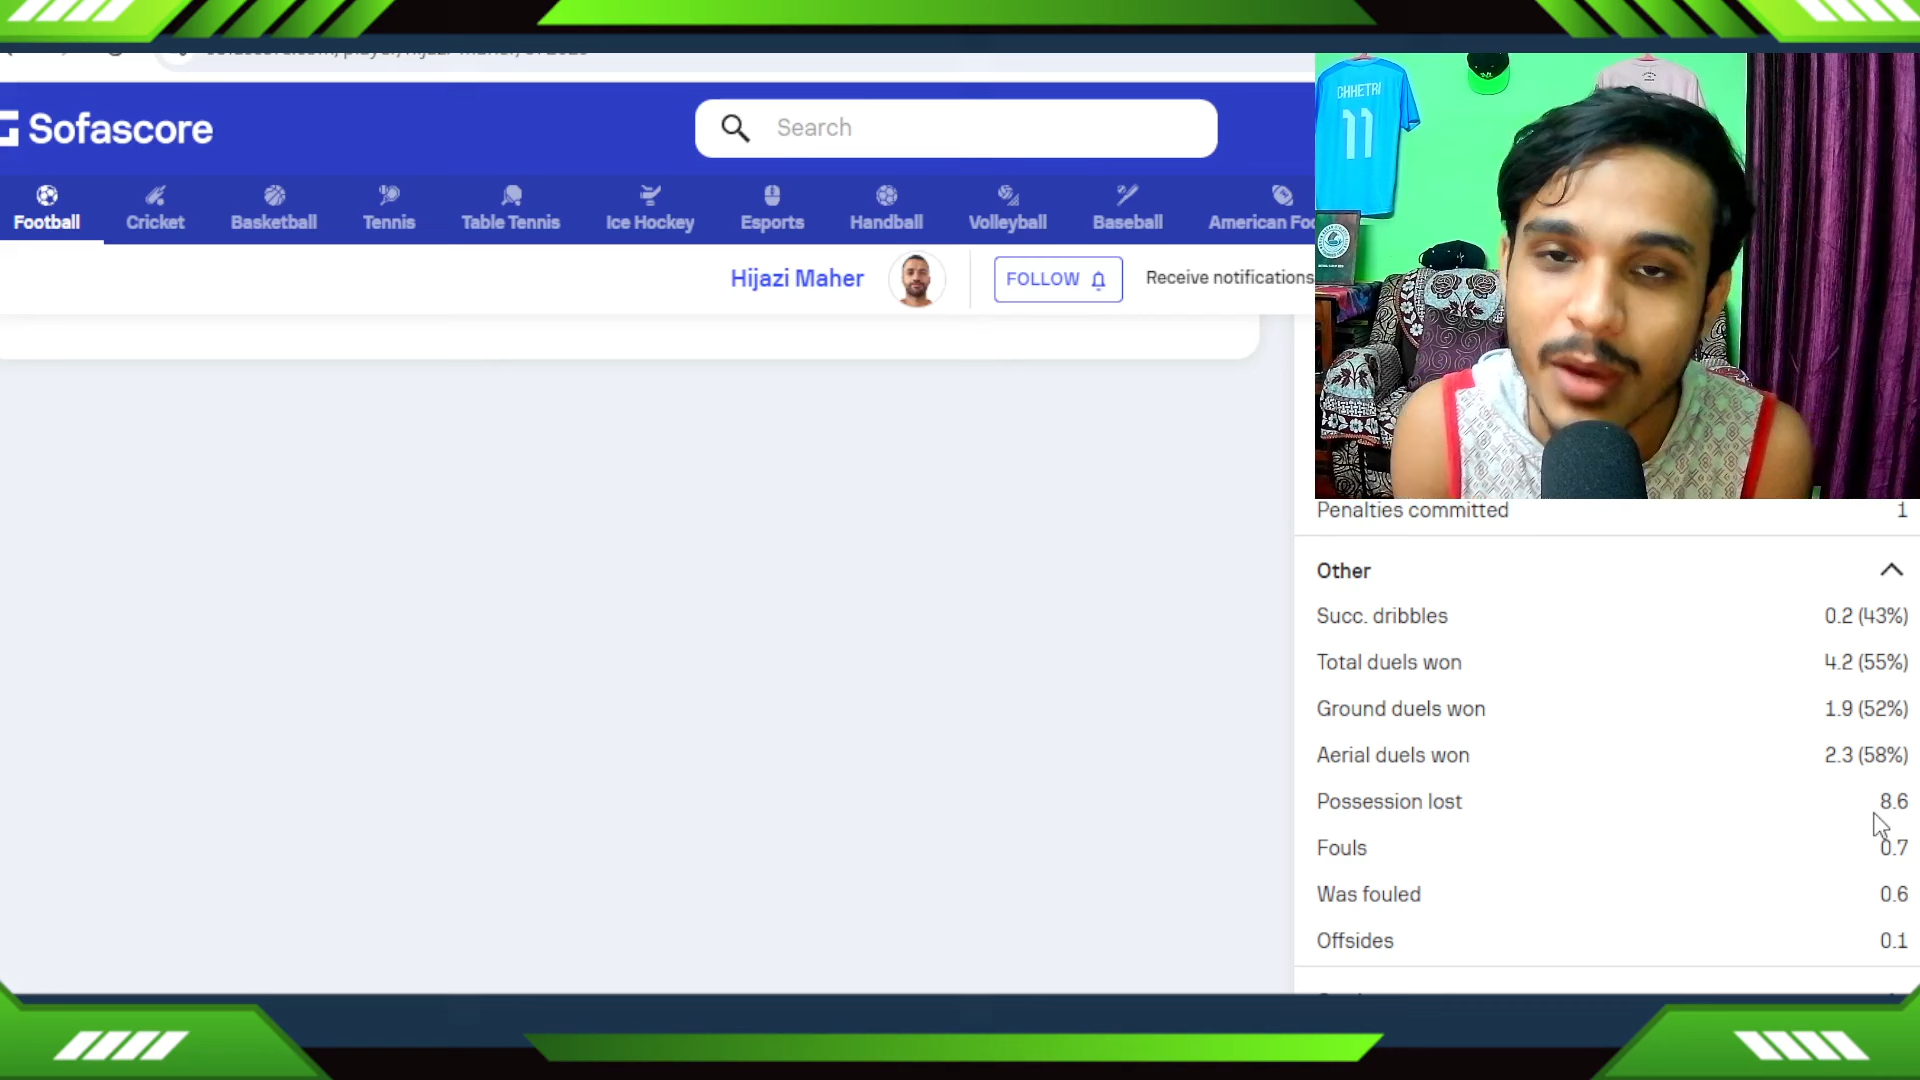 Sofascore
Search
Football
Cricket
Basketball
Tennis
Table Tennis
Ice Hockey
Esports
Handball
Volleyball
Baseball
American Foo
Hijazi Maher
FOLLOW
Receive notifications
CHHETRI
11
Penalties committed 1
Other
Succ. dribbles 0.2 (43%)
Total duels won 4.2 (55%)
Ground duels won 1.9 (52%)
Aerial duels won 2.3 (58%)
Possession lost 8.6
Fouls 0.7
Was fouled 0.6
Offsides 0.1